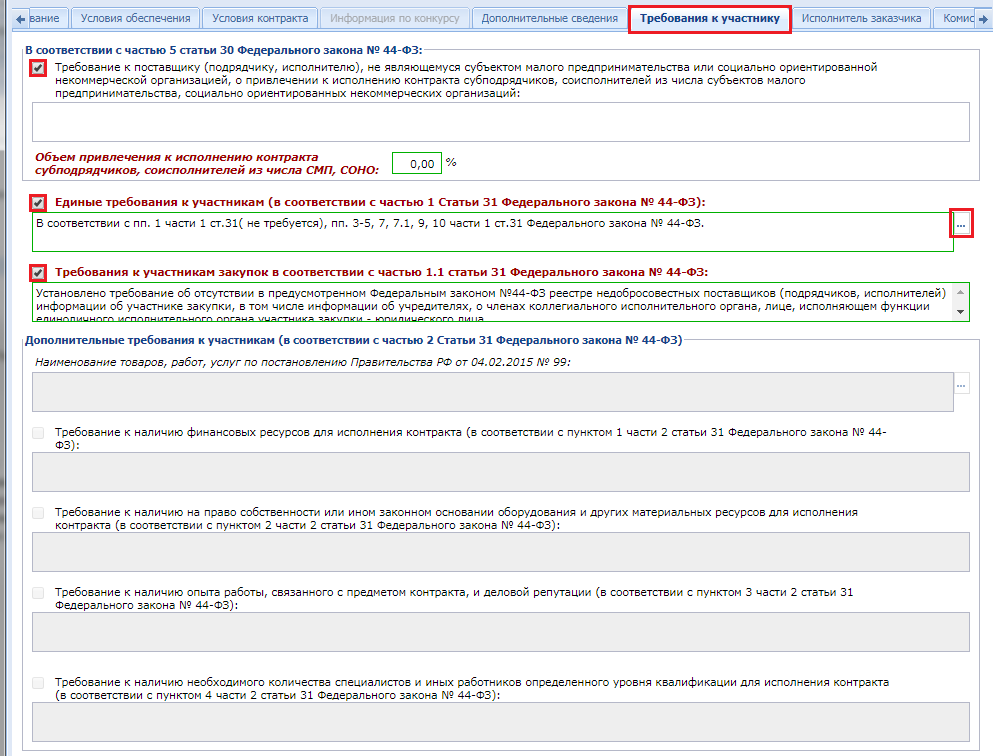 вание Условия обеспечения Условия контракта Информация по конкурсу Дополнительные сведения Требования к участнику Исполнитель заказчика Комис
В соответствии с частью 5 статьи 30 Федерального закона № 44-ФЗ:
Требование к поставщику (подрядчику, исполнителю), не являющемуся субъектом малого предпринимательства или социально ориентированной
некоммерческой организацией, о привлечении к исполнению контракта субподрядчиков, соисполнителей из числа субъектов малого
предпринимательства, социально ориентированных некоммерческих организаций:
Объем привлечения к исполнению контракта
субподрядчиков, соисполнителей из числа СМП, СОНО: 0,00 %
Единые требования к участникам (в соответствии с частью 1 Статьи 31 Федерального закона № 44-ФЗ):
В соответствии с пп. 1 части 1 ст.31( не требуется), пп. 3-5, 7, 7.1, 9, 10 части 1 ст.31 Федерального закона № 44-ФЗ. ...
Требования к участникам закупок в соответствии с частью 1.1 статьи 31 Федерального закона № 44-ФЗ:
Установлено требование об отсутствии в предусмотренном Федеральным законом №44-ФЗ реестре недобросовестных поставщиков (подрядчиков, исполнителей)
информации об участнике закупки, в том числе информации об учредителях, о членах коллегиального исполнительного органа, лице, исполняющем функции
единоличного исполнительного органа участника закупки - юридического лица
Дополнительные требования к участникам (в соответствии с частью 2 Статьи 31 Федерального закона № 44-ФЗ)
Наименование товаров, работ, услуг по постановлению Правительства РФ от 04.02.2015 № 99:
...
Требование к наличию финансовых ресурсов для исполнения контракта (в соответствии с пунктом 1 части 2 статьи 31 Федерального закона № 44-
ФЗ):
Требование к наличию на право собственности или ином законном основании оборудования и других материальных ресурсов для исполнения
контракта (в соответствии с пунктом 2 части 2 статьи 31 Федерального закона № 44-ФЗ):
Требование к наличию опыта работы, связанного с предметом контракта, и деловой репутации (в соответствии с пунктом 3 части 2 статьи 31
Федерального закона № 44-ФЗ):
Требование к наличию необходимого количества специалистов и иных работников определенного уровня квалификации для исполнения контракта
(в соответствии с пунктом 4 части 2 статьи 31 Федерального закона № 44-ФЗ):